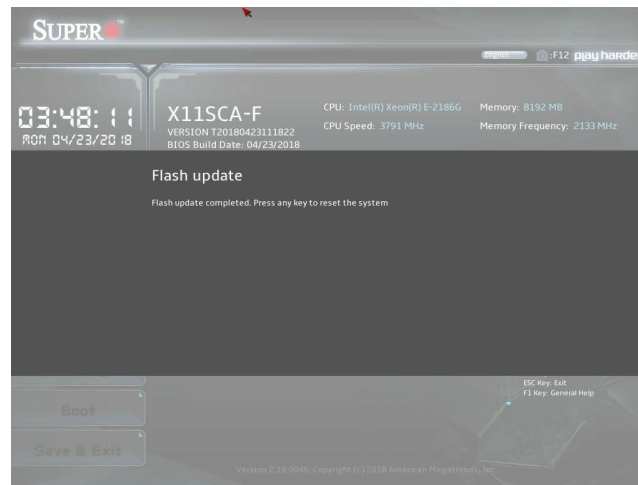 SUPER
English :F12 play harder
03:48:11
MON 04/23/2018
X11SCA-F
VERSION T20180423111822
BIOS Build Date: 04/23/2018
CPU: Intel(R) Xeon(R) E-2186G
CPU Speed: 3791 MHz
Memory: 8192 MB
Memory Frequency: 2133 MHz
Flash update
Flash update completed. Press any key to reset the system
ESC Key: Exit
F1 Key: General Help
Boot
Save & Exit
Version 2.19.0045. Copyright (C) 2018 American Megatrends, Inc.